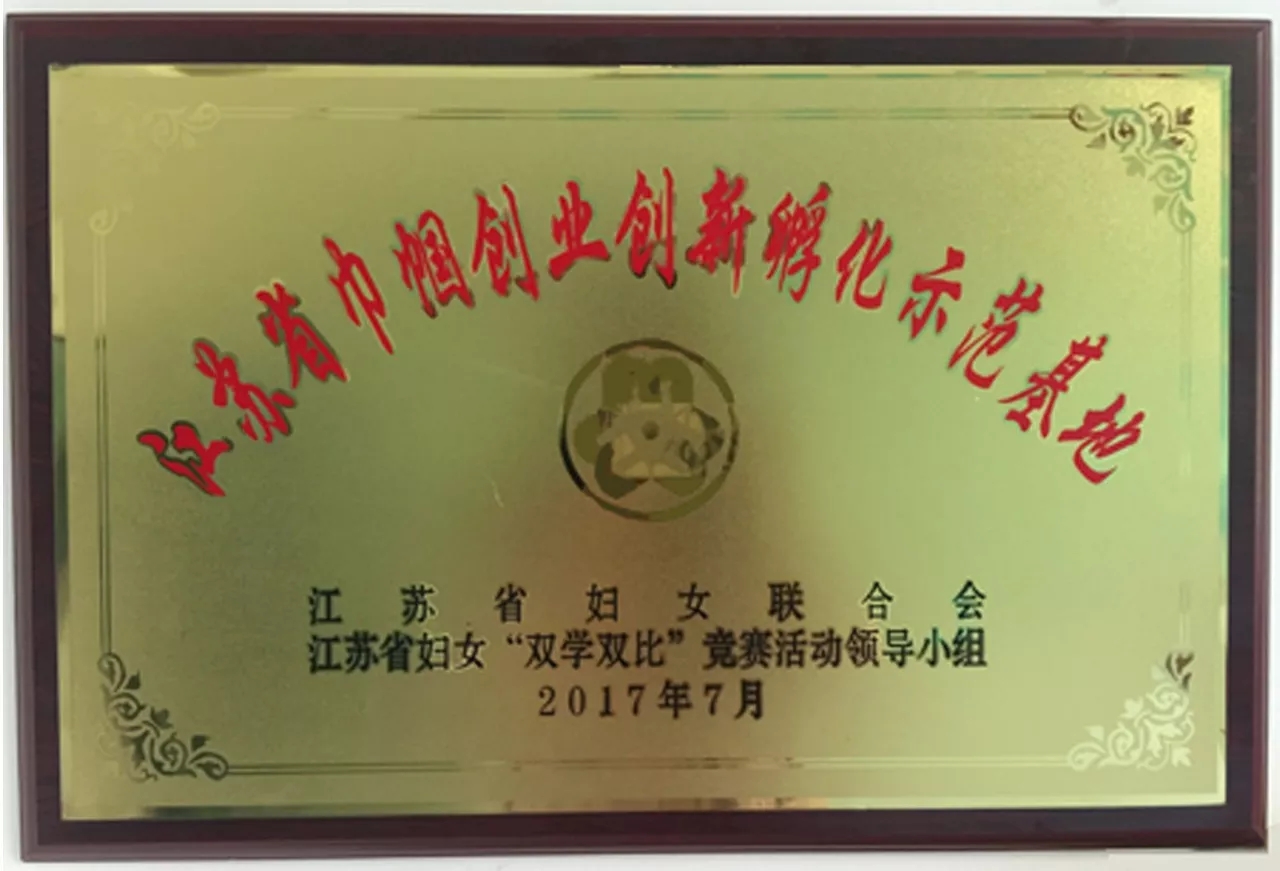 江苏省巾帼创业创新孵化示范基地
江苏省妇女联合会
江苏省妇女“双学双比”竞赛活动领导小组
2017年7月